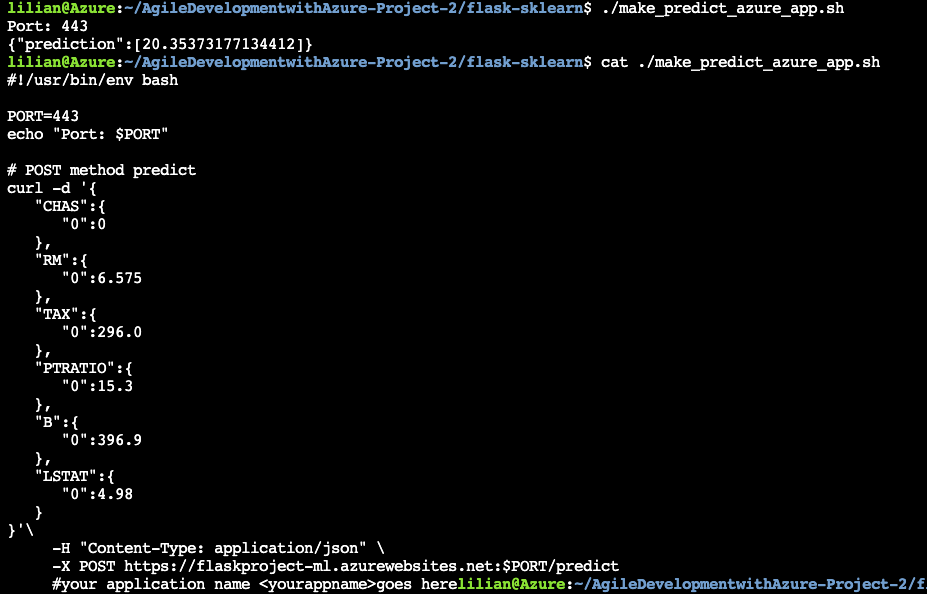 lilian@Azure:~/AgileDevelopmentwithAzure-Project-2/flask-sklearn$ ./make_predict_azure_app.sh
Port: 443
{"prediction":[20.35373177134412]}
lilian@Azure:~/AgileDevelopmentwithAzure-Project-2/flask-sklearn$ cat ./make_predict_azure_app.sh
#!/usr/bin/env bash

PORT=443
echo "Port: $PORT"

# POST method predict
curl -d '{
   "CHAS":{
      "0":0
   },
   "RM":{
      "0":6.575
   },
   "TAX":{
      "0":296.0
   },
   "PTRATIO":{
      "0":15.3
   },
   "B":{
      "0":396.9
   },
   "LSTAT":{
      "0":4.98
   }
}'\
     -H "Content-Type: application/json" \
     -X POST https://flaskproject-ml.azurewebsites.net:$PORT/predict
     #your application name <yourappname>goes herelilian@Azure:~/AgileDevelopmentwithAzure-Project-2/f